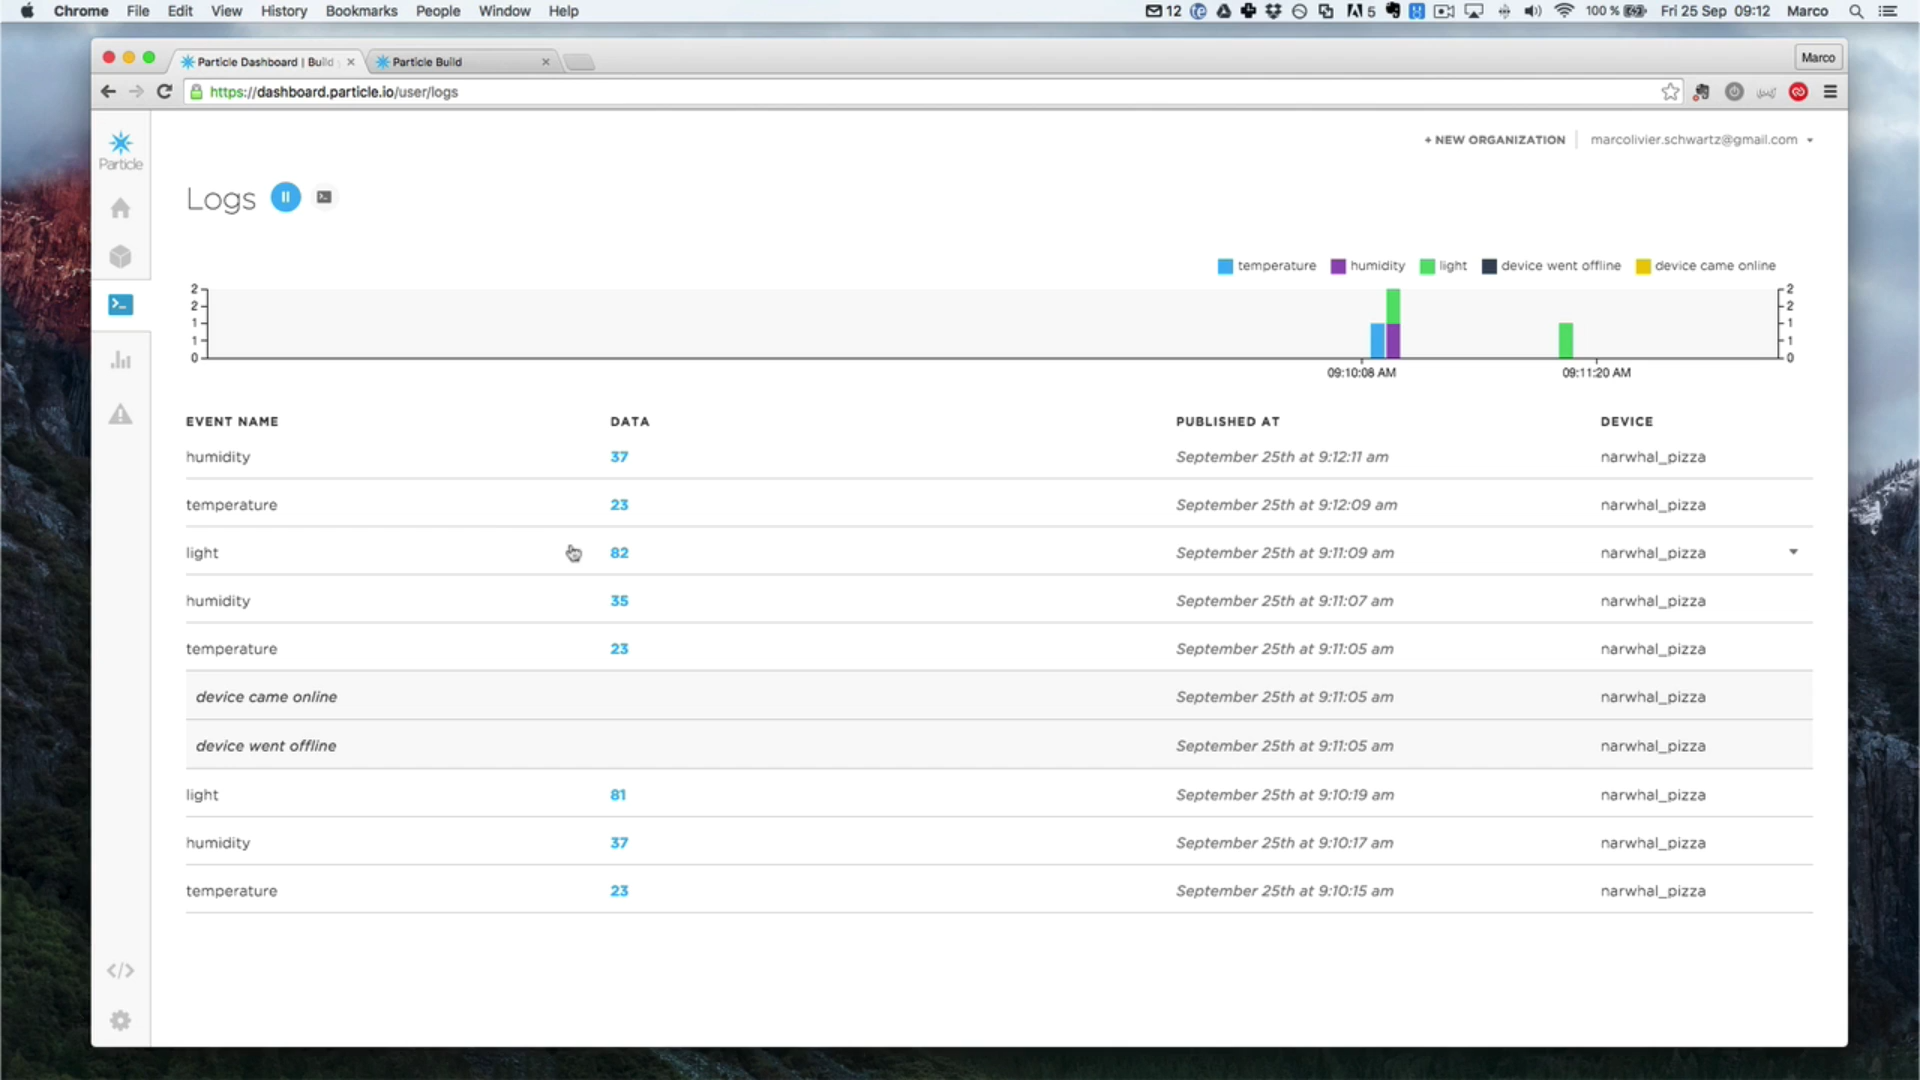 Chrome File Edit View History Bookmarks People Window Help 12 5 100 % Fri 25 Sep 09:12 Marco
Particle Dashboard | Build Particle Build Marco
https://dashboard.particle.io/user/logs
+ NEW ORGANIZATION marcolivier.schwartz@gmail.com
Particle
Logs
temperature humidity light device went offline device came online
2 2
2 2
1 1
1 1
0 0
09:10:08 AM 09:11:20 AM
EVENT NAME DATA PUBLISHED AT DEVICE
humidity 37 September 25th at 9:12:11 am narwhal_pizza
temperature 23 September 25th at 9:12:09 am narwhal_pizza
light 82 September 25th at 9:11:09 am narwhal_pizza
humidity 35 September 25th at 9:11:07 am narwhal_pizza
temperature 23 September 25th at 9:11:05 am narwhal_pizza
device came online September 25th at 9:11:05 am narwhal_pizza
device went offline September 25th at 9:11:05 am narwhal_pizza
light 81 September 25th at 9:10:19 am narwhal_pizza
humidity 37 September 25th at 9:10:17 am narwhal_pizza
temperature 23 September 25th at 9:10:15 am narwhal_pizza